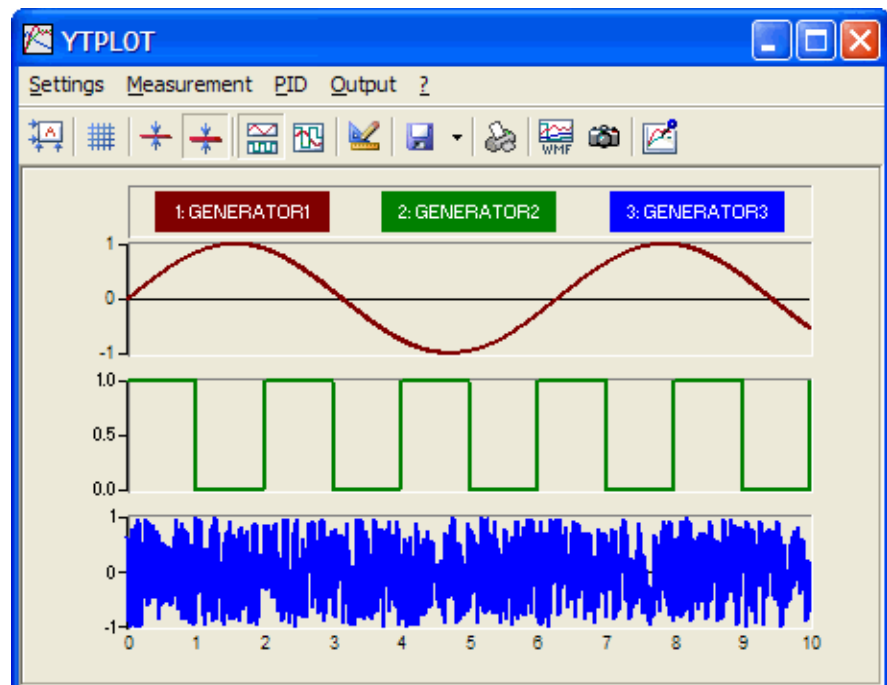 YTPLOT
Settings Measurement PID Output ?
A
WMF
1: GENERATOR1 2: GENERATOR2 3: GENERATOR3
1
0
-1
1.0
0.5
0.0
1
0
-1
0 1 2 3 4 5 6 7 8 9 10